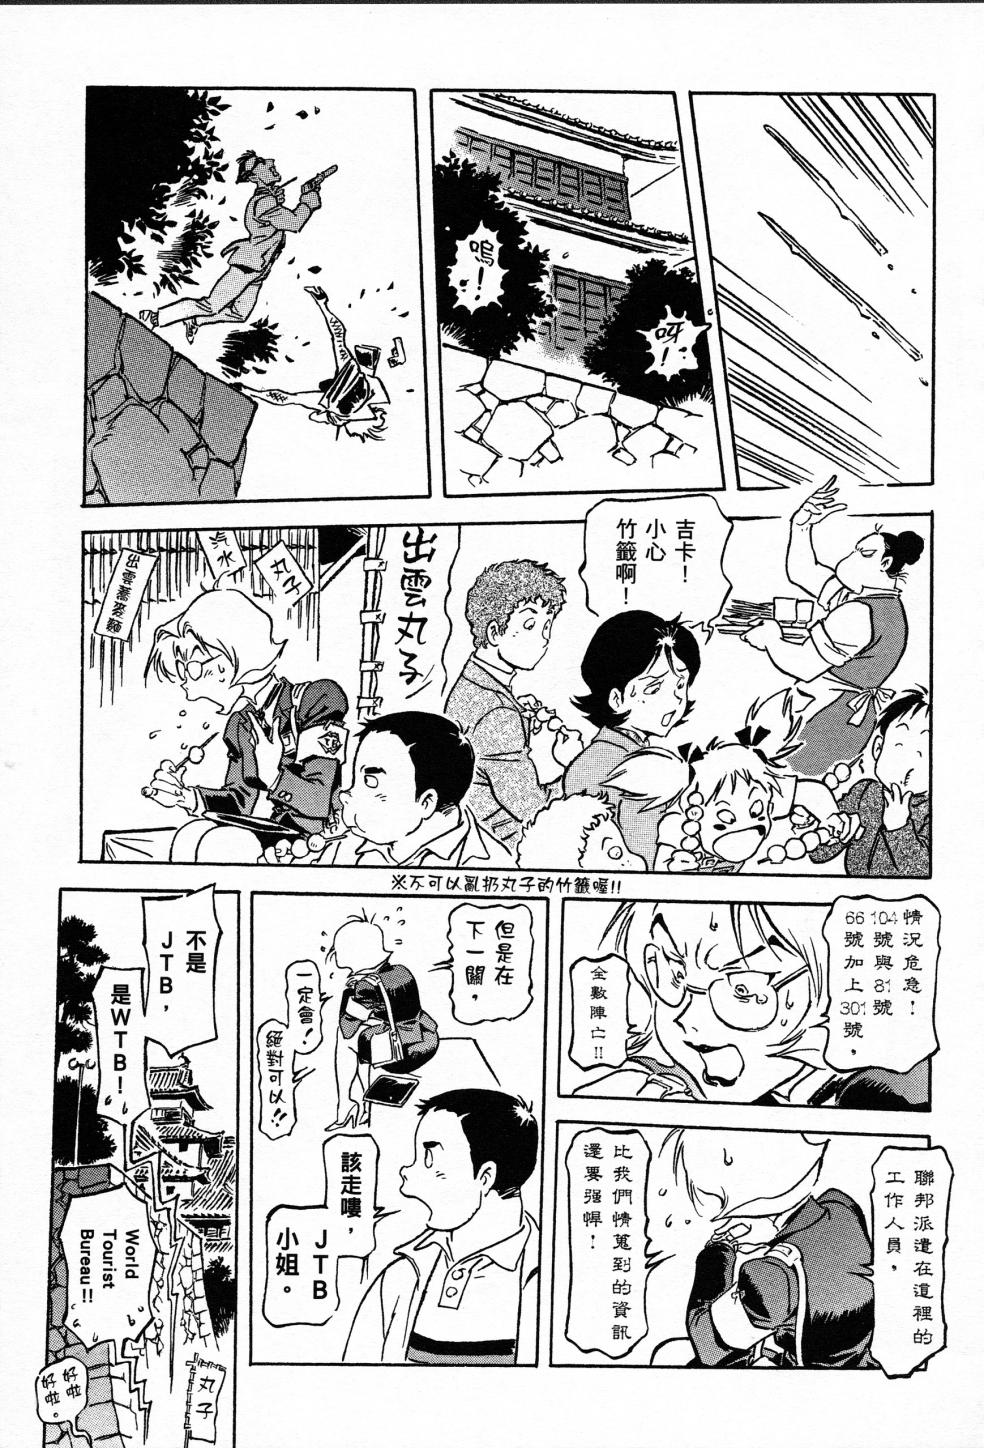 嗚!
呀!
吉卡!
小心
竹籤啊!
出雲丸子
丸子
汽水
出雲蕎麥麵
※不可以亂扔丸子的竹籤喔!!
情況危急!
104號與81號
66號加上301號,
全數陣亡!!
聯邦派遣在這裡的
工作人員,
比我們情蒐到的資訊
還要强悍!
但是在
下一關,
一定會!
絕對可以!!
該走嘍,
JTB
小姐。
不是
JTB,
是WTB!
World
Tourist
Bureau!!
丸子
好啦
好啦。